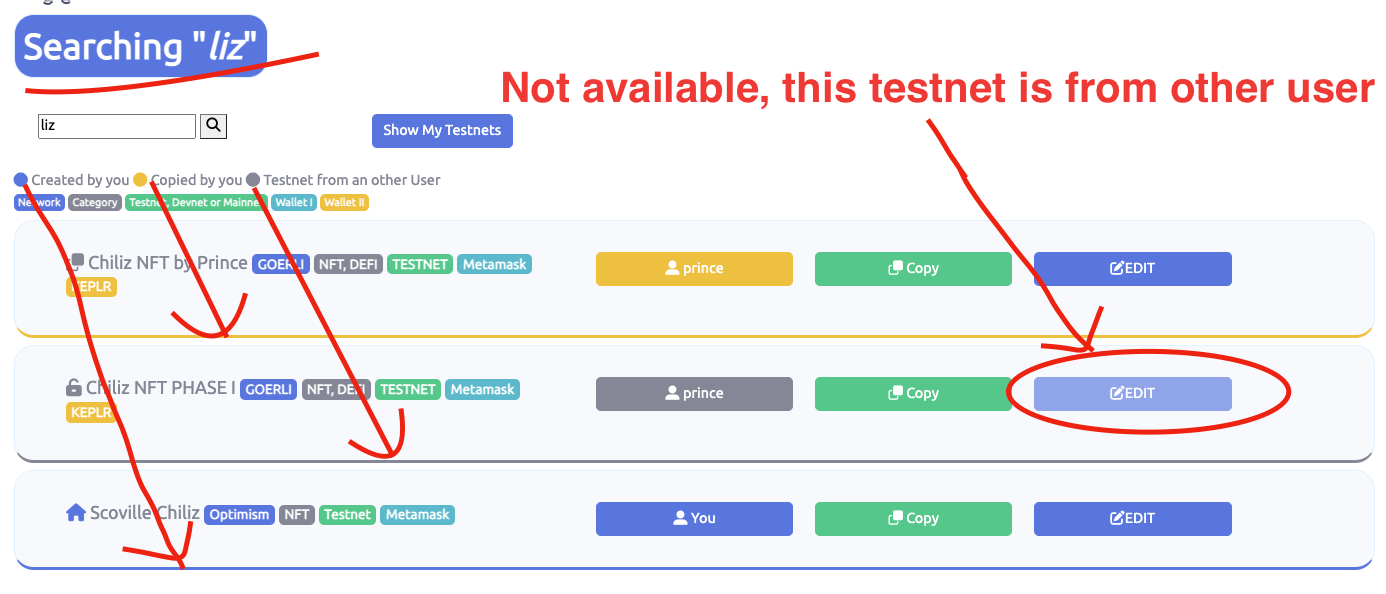 Searching "liz"
Not available, this testnet is from other user
liz
Show My Testnets
Created by you Copied by you Testnet from an other User
Network Category Testnet, Devnet or Mainnet Wallet I Wallet II
Chiliz NFT by Prince GOERLI NFT, DEFI TESTNET Metamask
KEPLR
prince Copy EDIT
Chiliz NFT PHASE I GOERLI NFT, DEFI TESTNET Metamask
KEPLR
prince Copy EDIT
Scoville Chiliz Optimism NFT Testnet Metamask
You Copy EDIT